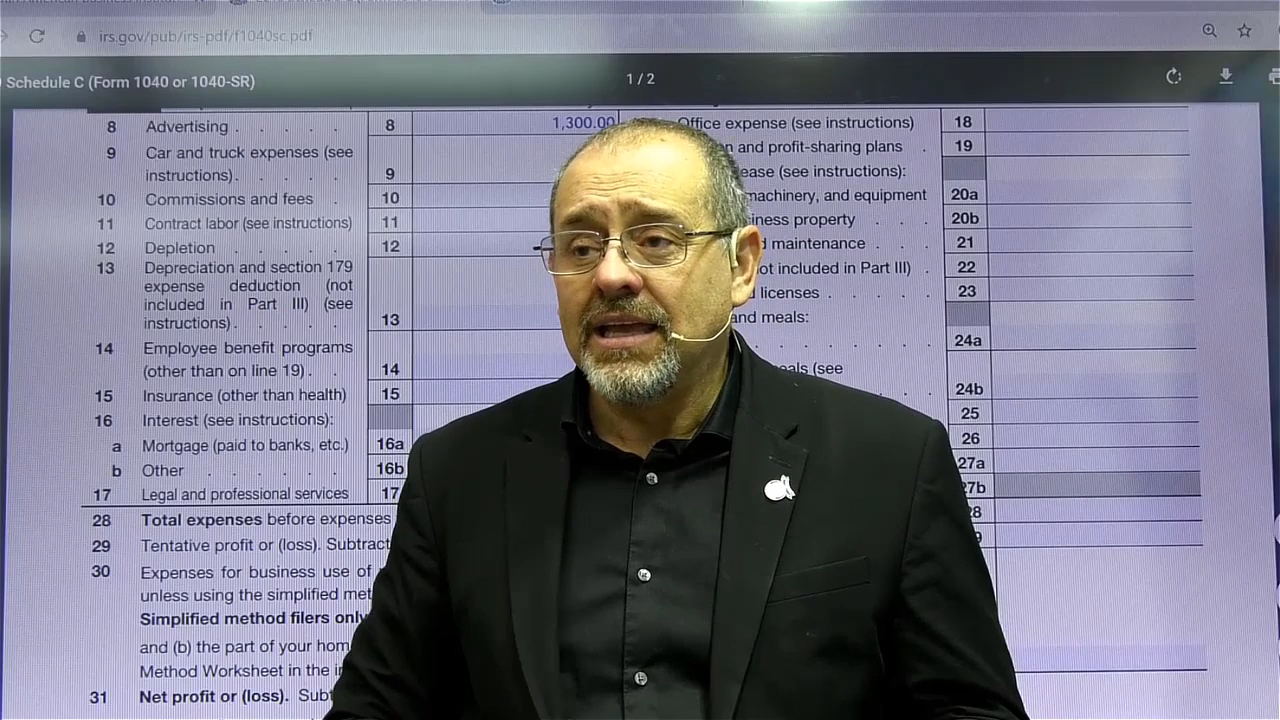 irs.gov/pub/irs-pdf/f1040sc.pdf
Schedule C (Form 1040 or 1040-SR)
1/2
8 Advertising . . . . . 8 1,300.00
9 Car and truck expenses (see
instructions). . . . . 9
10 Commissions and fees . 10
11 Contract labor (see instructions) 11
12 Depletion . . . . . 12
13 Depreciation and section 179
expense deduction (not
included in Part III) (see
instructions). . . . . 13
14 Employee benefit programs
(other than on line 19). . 14
15 Insurance (other than health) 15
16 Interest (see instructions):
a Mortgage (paid to banks, etc.) 16a
b Other . . . . . . 16b
17 Legal and professional services 17
Office expense (see instructions) 18
and profit-sharing plans . 19
(see instructions):
machinery, and equipment 20a
property . . . 20b
maintenance . . . 21
not included in Part III) . 22
licenses . . . . . 23
and meals:
. . . . . . . 24a
(see
. 24b
25
26
27a
27b
28 Total expenses before expenses
29 Tentative profit or (loss). Subtract
30 Expenses for business use of
unless using the simplified
Simplified method filers only
and (b) the part of your
Method Worksheet in the
31 Net profit or (loss).